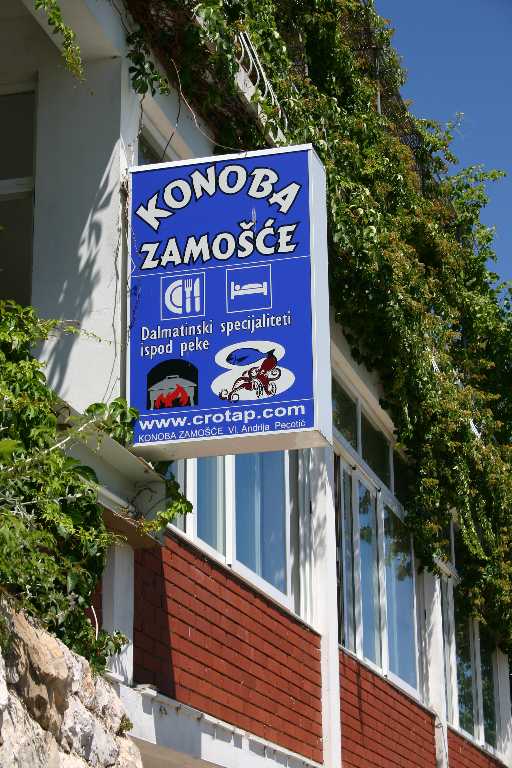 KONOBA
ZAMOŠĆE
Dalmatinski specijaliteti
ispod peke
www.crotap.com
KONOBA ZAMOŠĆE Vl. Andrija Pecotić